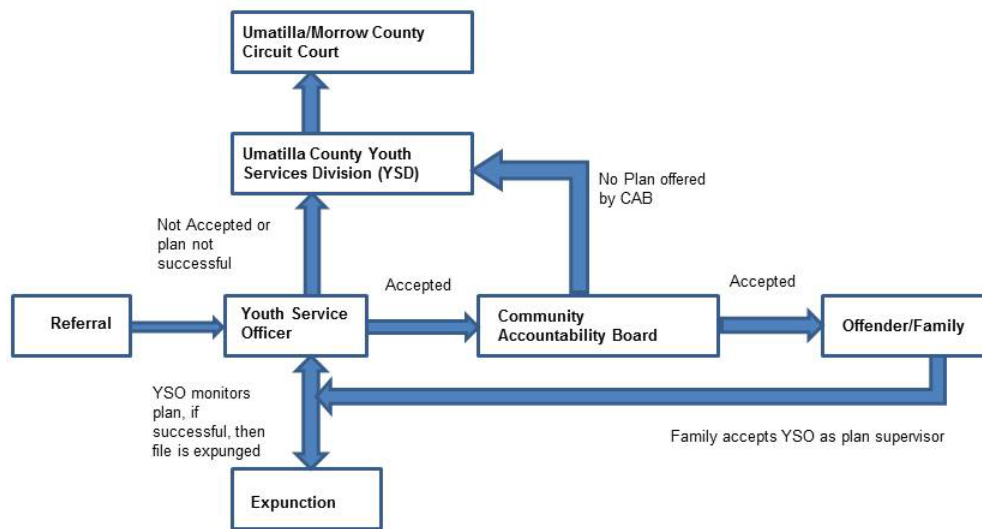 Umatilla/Morrow County
Circuit Court
Umatilla County Youth
Services Division (YSD)
No Plan offered
by CAB
Not Accepted or
plan not
successful
Accepted
Accepted
Referral
Youth Service
Officer
Community
Accountability Board
Offender/Family
YSO monitors
plan, if
successful, then
file is expunged
Family accepts YSO as plan supervisor
Expunction